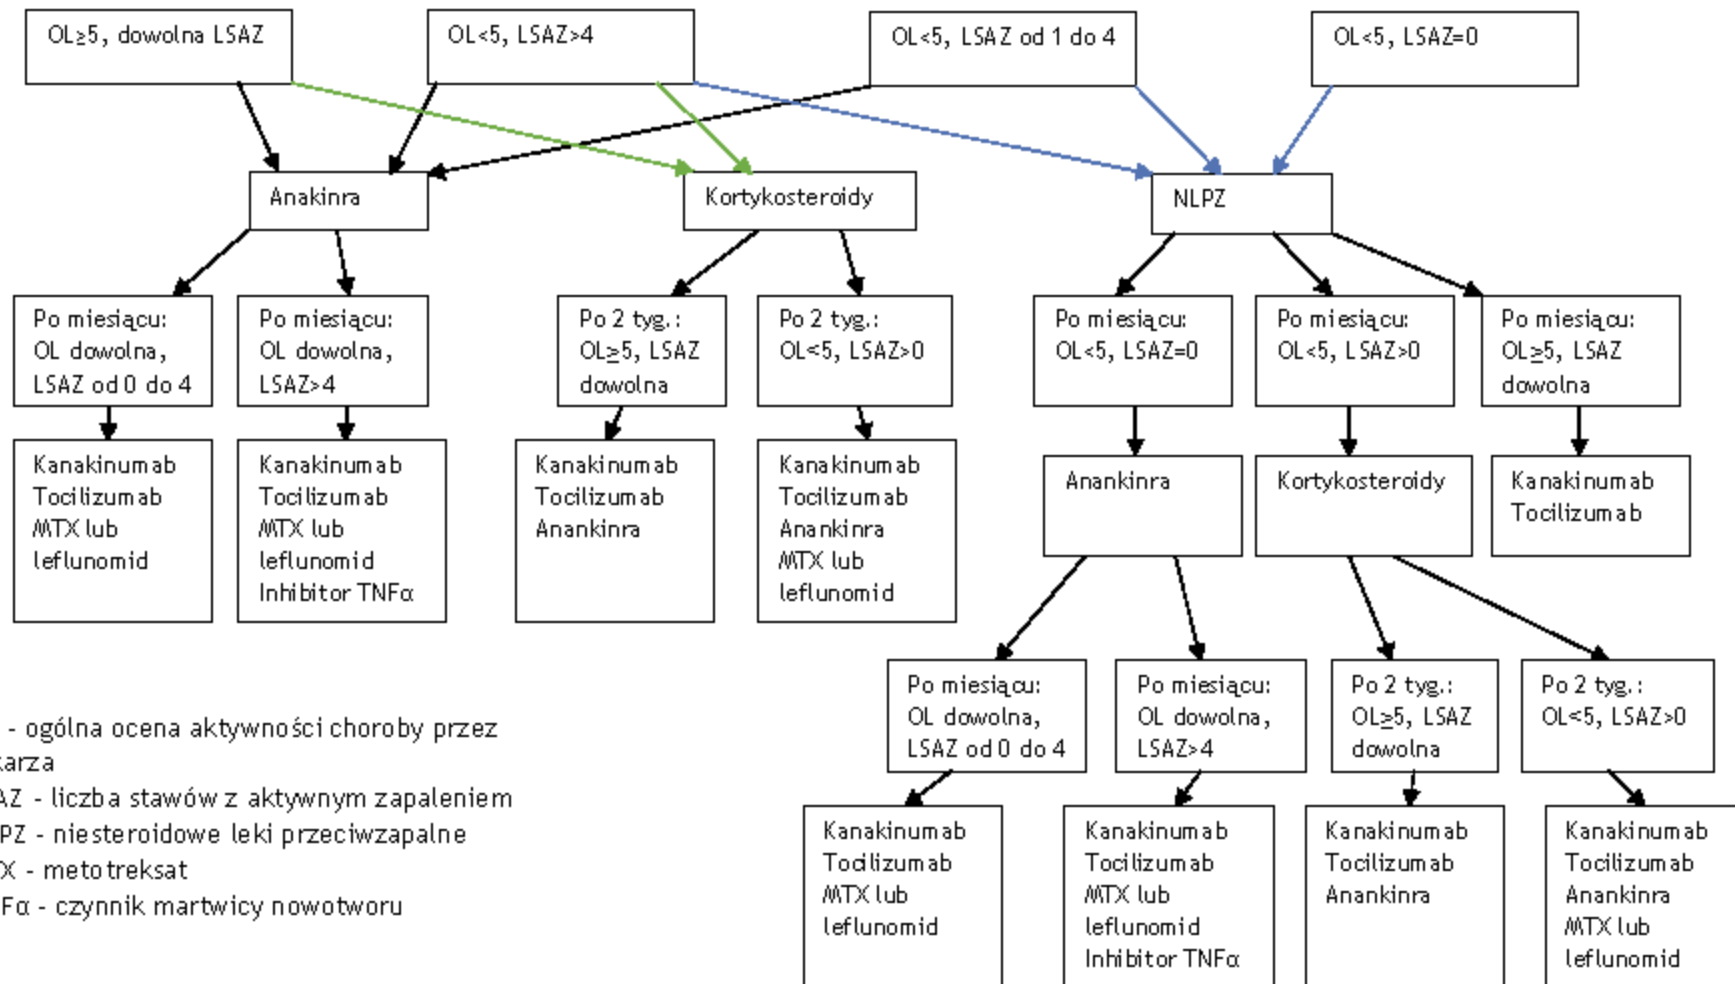 OL≥5, dowolna LSAZ
OL<5, LSAZ>4
OL<5, LSAZ od 1 do 4
OL<5, LSAZ=0
Anakinra
Kortykosteroidy
NLPZ
Po miesiącu:
OL dowolna,
LSAZ od 0 do 4
Po miesiącu:
OL dowolna,
LSAZ>4
Po 2 tyg.:
OL≥5, LSAZ
dowolna
Po 2 tyg.:
OL<5, LSAZ>0
Po miesiącu:
OL<5, LSAZ=0
Po miesiącu:
OL<5, LSAZ>0
Po miesiącu:
OL≥5, LSAZ
dowolna
Kanakinumab
Tocilizumab
MTX lub
leflunomid
Kanakinumab
Tocilizumab
MTX lub
leflunomid
Inhibitor TNFα
Kanakinumab
Tocilizumab
Anankinra
Kanakinumab
Tocilizumab
Anankinra
MTX lub
leflunomid
Anankinra
Kortykosteroidy
Kanakinumab
Tocilizumab
Po miesiącu:
OL dowolna,
LSAZ od 0 do 4
Po miesiącu:
OL dowolna,
LSAZ>4
Po 2 tyg.:
OL≥5, LSAZ
dowolna
Po 2 tyg.:
OL<5, LSAZ>0
Kanakinumab
Tocilizumab
MTX lub
leflunomid
Kanakinumab
Tocilizumab
MTX lub
leflunomid
Inhibitor TNFα
Kanakinumab
Tocilizumab
Anankinra
Kanakinumab
Tocilizumab
Anankinra
MTX lub
leflunomid
- ogólna ocena aktywności choroby przez
karza
AZ - liczba stawów z aktywnym zapaleniem
PZ - niesteroidowe leki przeciwzapalne
X - metotreksat
Fα - czynnik martwicy nowotworu